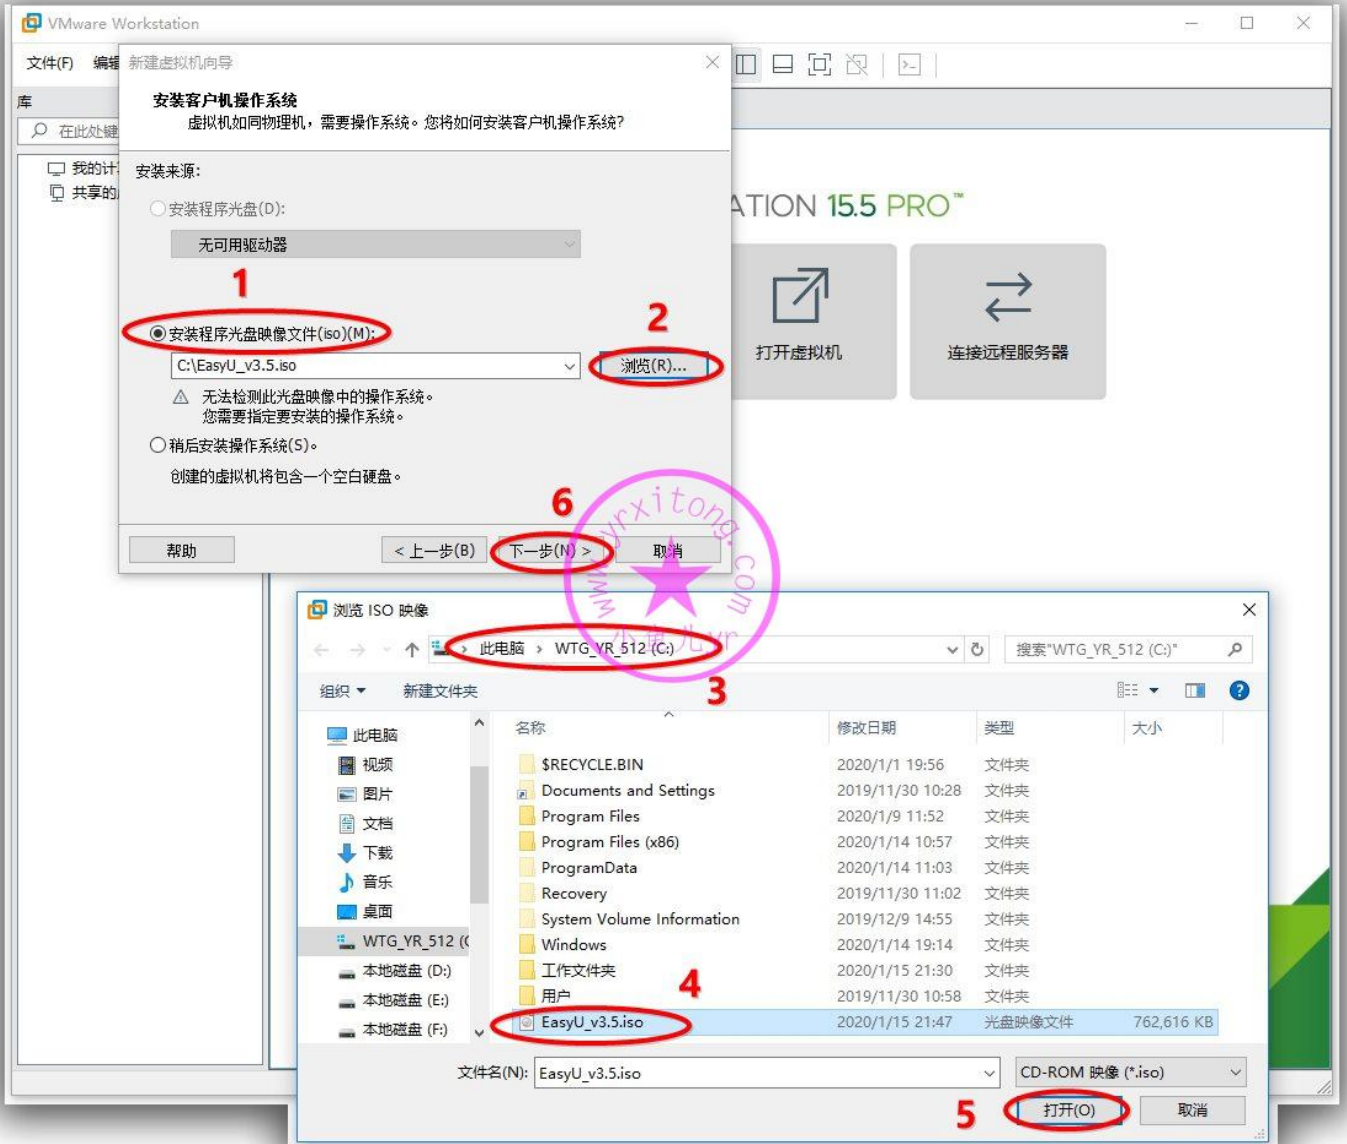 VMware Workstation
文件(F) 编辑
库
在此处键
我的计
共享的
ATION 15.5 PRO™
打开虚拟机
连接远程服务器
新建虚拟机向导
安装客户机操作系统
虚拟机如同物理机，需要操作系统。您将如何安装客户机操作系统?
安装来源:
安装程序光盘(D):
无可用驱动器
1
安装程序光盘映像文件(iso)(M):
2
C:\EasyU_v3.5.iso
浏览(R)...
无法检测此光盘映像中的操作系统。
您需要指定要安装的操作系统。
稍后安装操作系统(S)。
创建的虚拟机将包含一个空白硬盘。
6
帮助
< 上一步(B)
下一步(N) >
取消
www.yrxitong.com
小鱼儿yr
浏览 ISO 映像
此电脑 › WTG_YR_512 (C:)
搜索"WTG_YR_512 (C:)"
3
组织
新建文件夹
此电脑
视频
图片
文档
下载
音乐
桌面
WTG_YR_512 (C
本地磁盘 (D:)
本地磁盘 (E:)
本地磁盘 (F:)
名称 修改日期 类型 大小
$RECYCLE.BIN 2020/1/1 19:56 文件夹
Documents and Settings 2019/11/30 10:28 文件夹
Program Files 2020/1/9 11:52 文件夹
Program Files (x86) 2020/1/14 10:57 文件夹
ProgramData 2020/1/14 11:03 文件夹
Recovery 2019/11/30 11:02 文件夹
System Volume Information 2019/12/9 14:55 文件夹
Windows 2020/1/14 19:14 文件夹
工作文件夹 2020/1/15 21:30 文件夹
用户 2019/11/30 10:58 文件夹
4
EasyU_v3.5.iso 2020/1/15 21:47 光盘映像文件 762,616 KB
文件名(N): EasyU_v3.5.iso
CD-ROM 映像 (*.iso)
5
打开(O)
取消